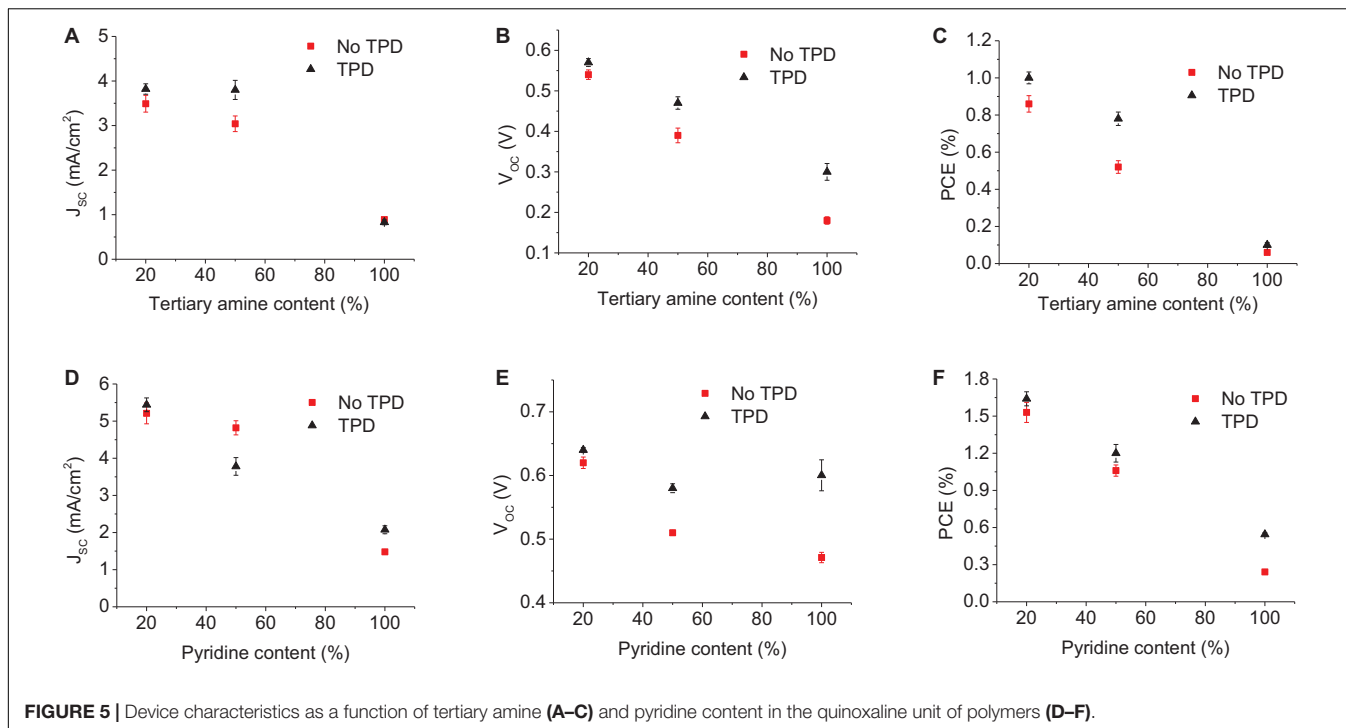 A
5
4
3
2
1
0
J_SC (mA/cm²)
20 40 60 80 100
Tertiary amine content (%)
No TPD
TPD
B
0.6
0.5
0.4
0.3
0.2
0.1
V_OC (V)
20 40 60 80 100
Tertiary amine content (%)
No TPD
TPD
C
1.2
1.0
0.8
0.6
0.4
0.2
0.0
PCE (%)
20 40 60 80 100
Tertiary amine content (%)
No TPD
TPD
D
6
5
4
3
2
1
0
J_SC (mA/cm²)
20 40 60 80 100
Pyridine content (%)
No TPD
TPD
E
0.7
0.6
0.5
0.4
V_OC (V)
20 40 60 80 100
Pyridine content (%)
No TPD
TPD
F
1.8
1.5
1.2
0.9
0.6
0.3
0.0
PCE (%)
20 40 60 80 100
Pyridine content (%)
No TPD
TPD
FIGURE 5 | Device characteristics as a function of tertiary amine (A–C) and pyridine content in the quinoxaline unit of polymers (D–F).